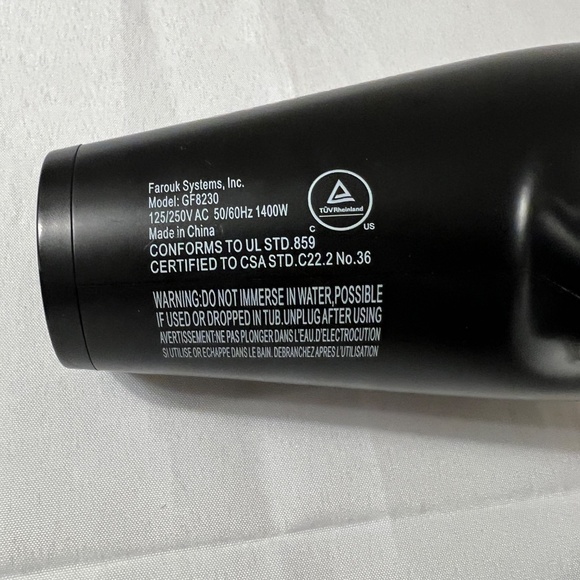 Farouk Systems, Inc.
Model: GF8230
125/250V AC 50/60Hz 1400W
Made in China
CONFORMS TO UL STD.859
CERTIFIED TO CSA STD.C22.2 No.36
TÜVRheinland
C US
WARNING:DO NOT IMMERSE IN WATER,POSSIBLE
IF USED OR DROPPED IN TUB.UNPLUG AFTER USING
AVERTISSEMENT:NE PAS PLONGER DANS L'EAU.D'ELECTROCUTION
SI UTILISE OR ECHAPPE DANS LE BAIN. DEBRANCHEZ APRES L'UTILISATION